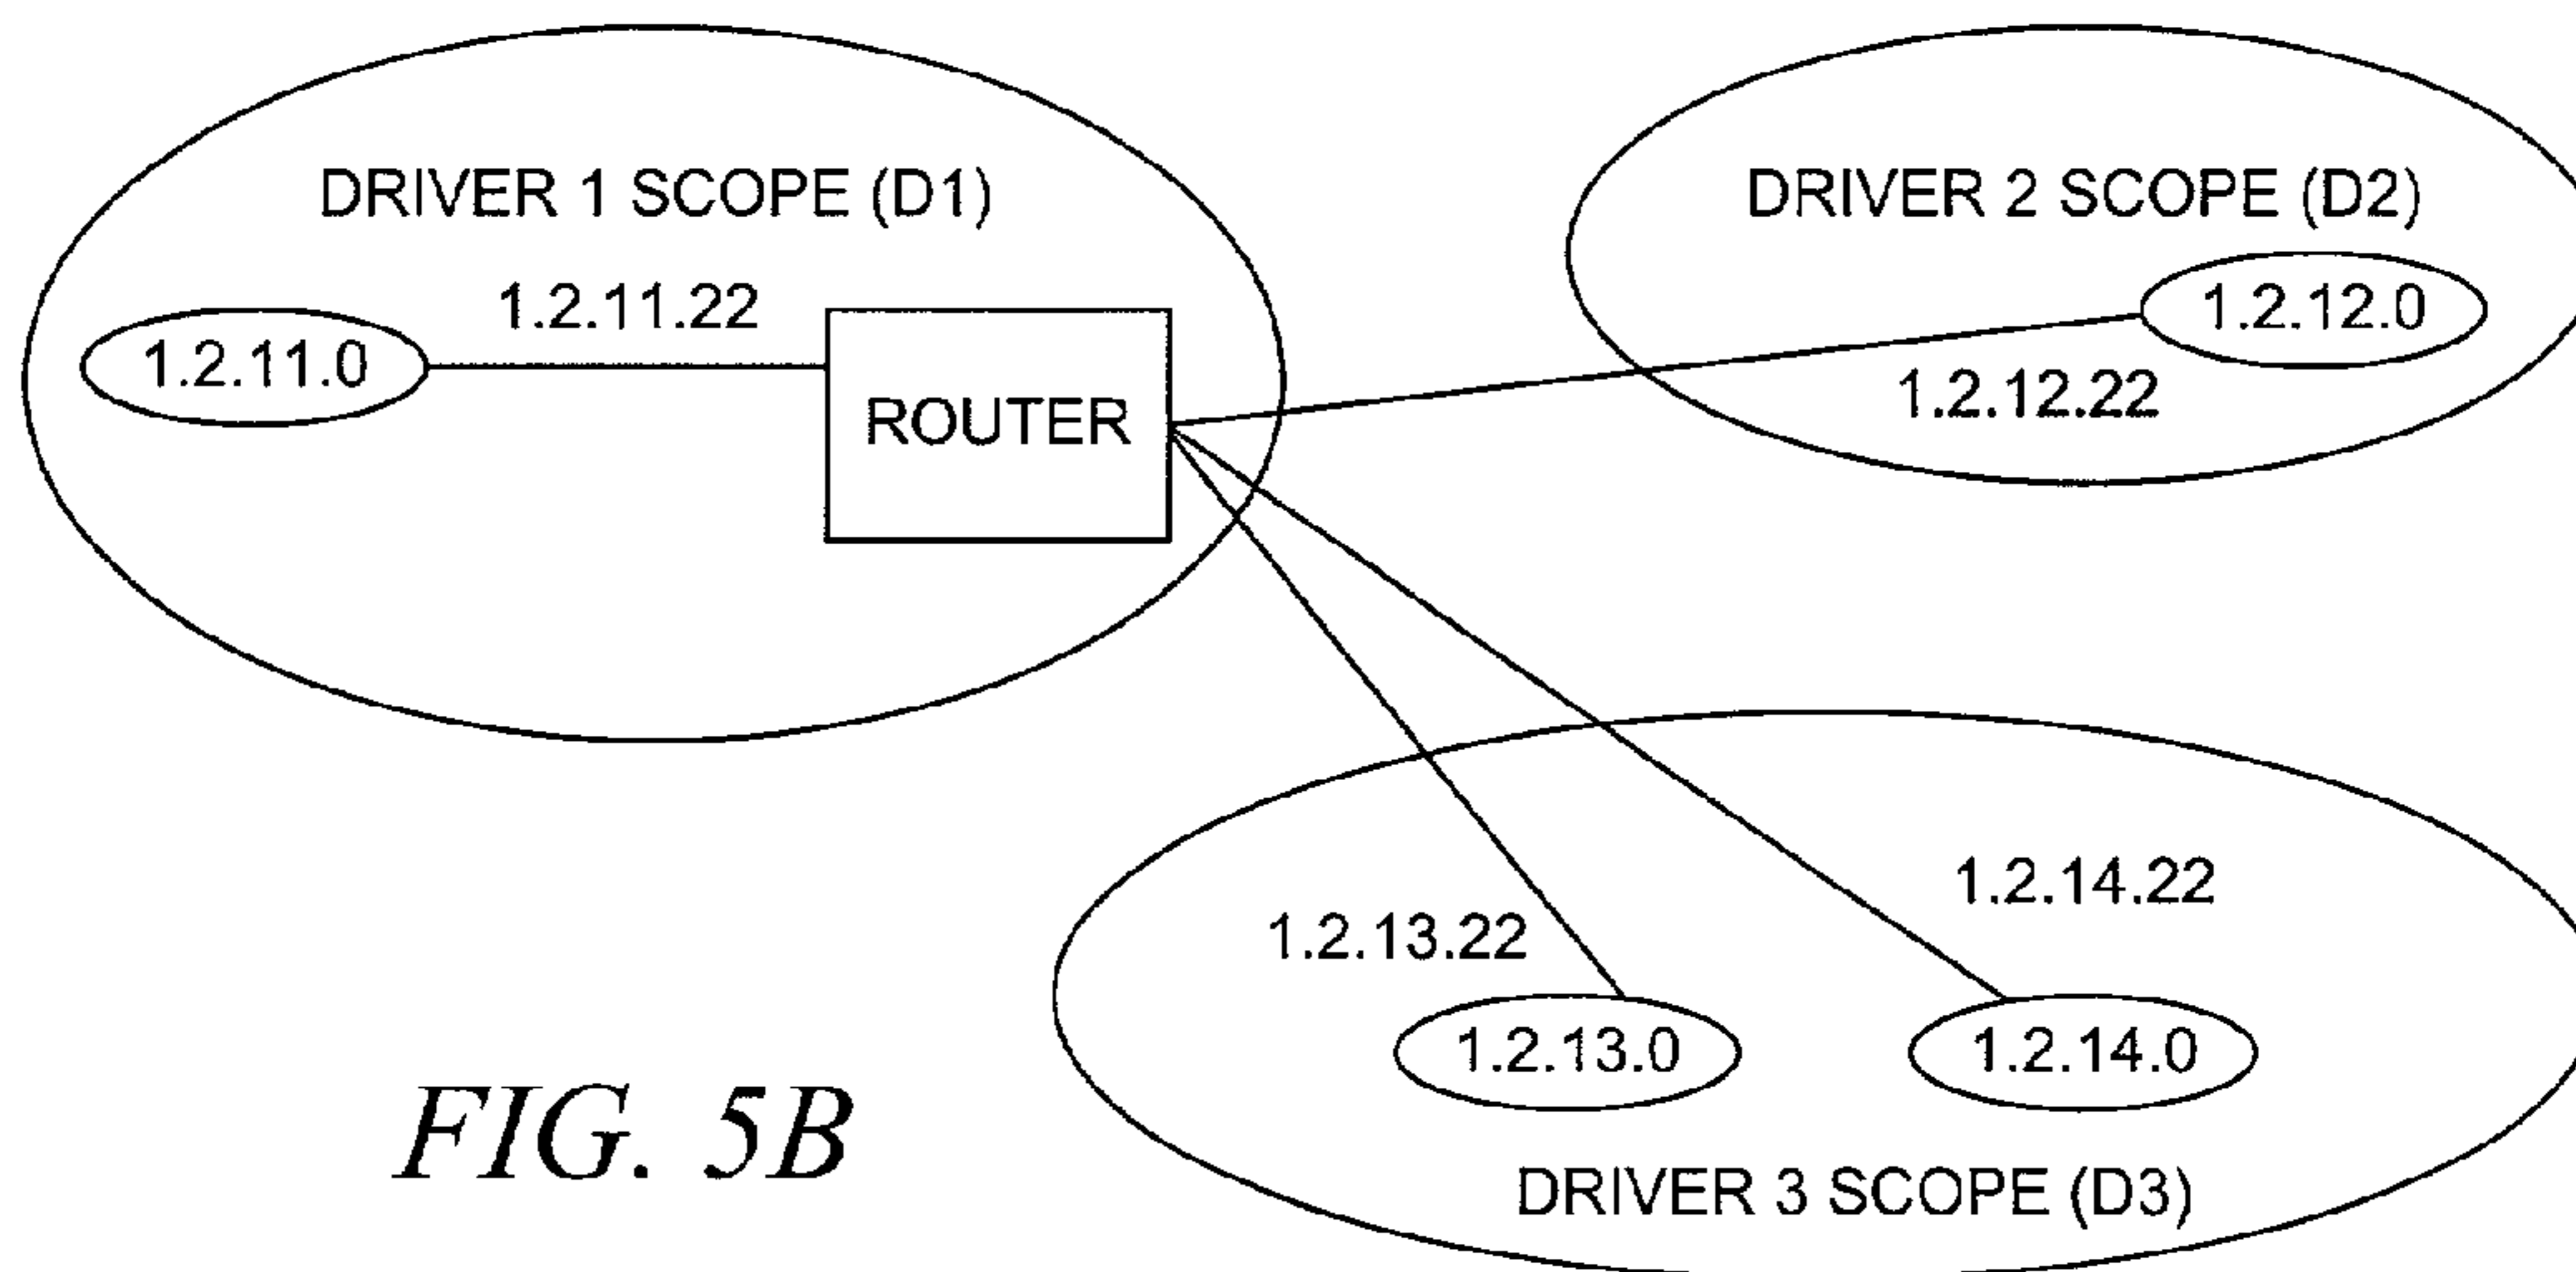 DRIVER 1 SCOPE (D1)
1.2.11.22
1.2.11.0
ROUTER
DRIVER 2 SCOPE (D2)
1.2.12.0
1.2.12.22
1.2.14.22
1.2.13.22
1.2.13.0
1.2.14.0
DRIVER 3 SCOPE (D3)
FIG. 5B